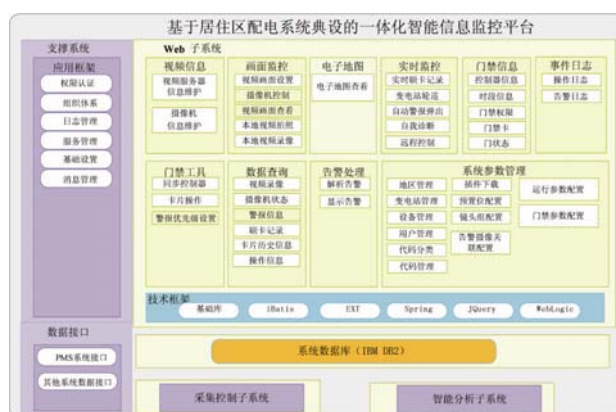 基于居住区配电系统典设的一体化智能信息监控平台
支撑系统
应用框架
权限认证
组织体系
日志管理
服务管理
基础设置
消息管理
Web 子系统
视频信息
视频服务器
信息维护
摄像机
信息维护
画面监控
视频画面设置
摄像机控制
视频画面查看
本地视频拍照
本地视频录像
电子地图
电子地图查看
实时监控
实时刷卡记录
变电站轮巡
自动警报弹出
自我诊断
远程控制
门禁信息
控制器信息
时段信息
门禁权限
门禁卡
门状态
事件日志
操作日志
告警日志
门禁工具
同步控制器
卡片操作
警报优先级设置
数据查询
视频录像
摄像机状态
警报信息
刷卡记录
卡片历史信息
操作信息
告警处理
解析告警
显示告警
系统参数管理
地区管理
变电站管理
设备管理
用户管理
代码分类
代码管理
插件下载
预置位配置
镜头组配置
告警摄像关
联配置
运行参数配置
门禁参数配置
技术框架
基础库
iBatis
EXT
Spring
JQuery
WebLogic
数据接口
PMS系统接口
其他系统数据接口
系统数据库（IBM DB2）
采集控制子系统
智能分析子系统